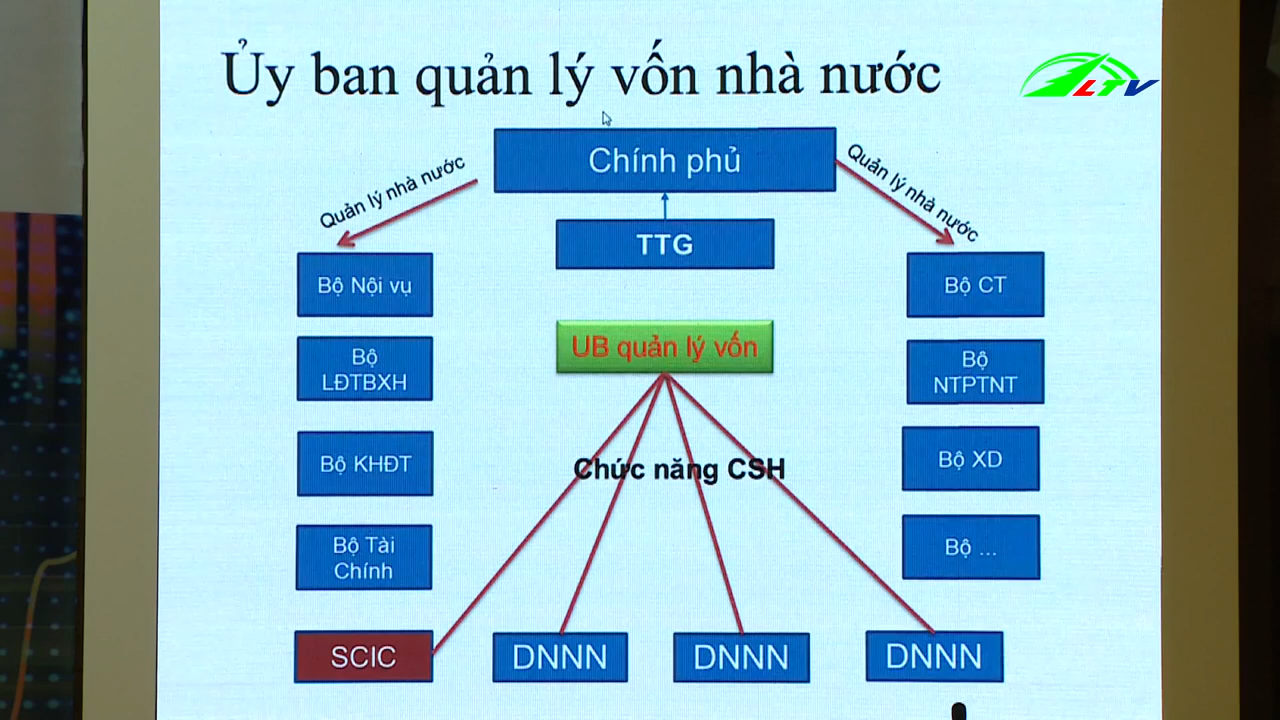 Ủy ban quản lý vốn nhà nước
LTV
Chính phủ
Quản lý nhà nước
Quản lý nhà nước
TTG
Bộ Nội vụ
Bộ CT
UB quản lý vốn
Bộ
LĐTBXH
Bộ
NTPTNT
Bộ KHĐT
Chức năng CSH
Bộ XD
Bộ Tài
Chính
Bộ ...
SCIC
DNNN
DNNN
DNNN